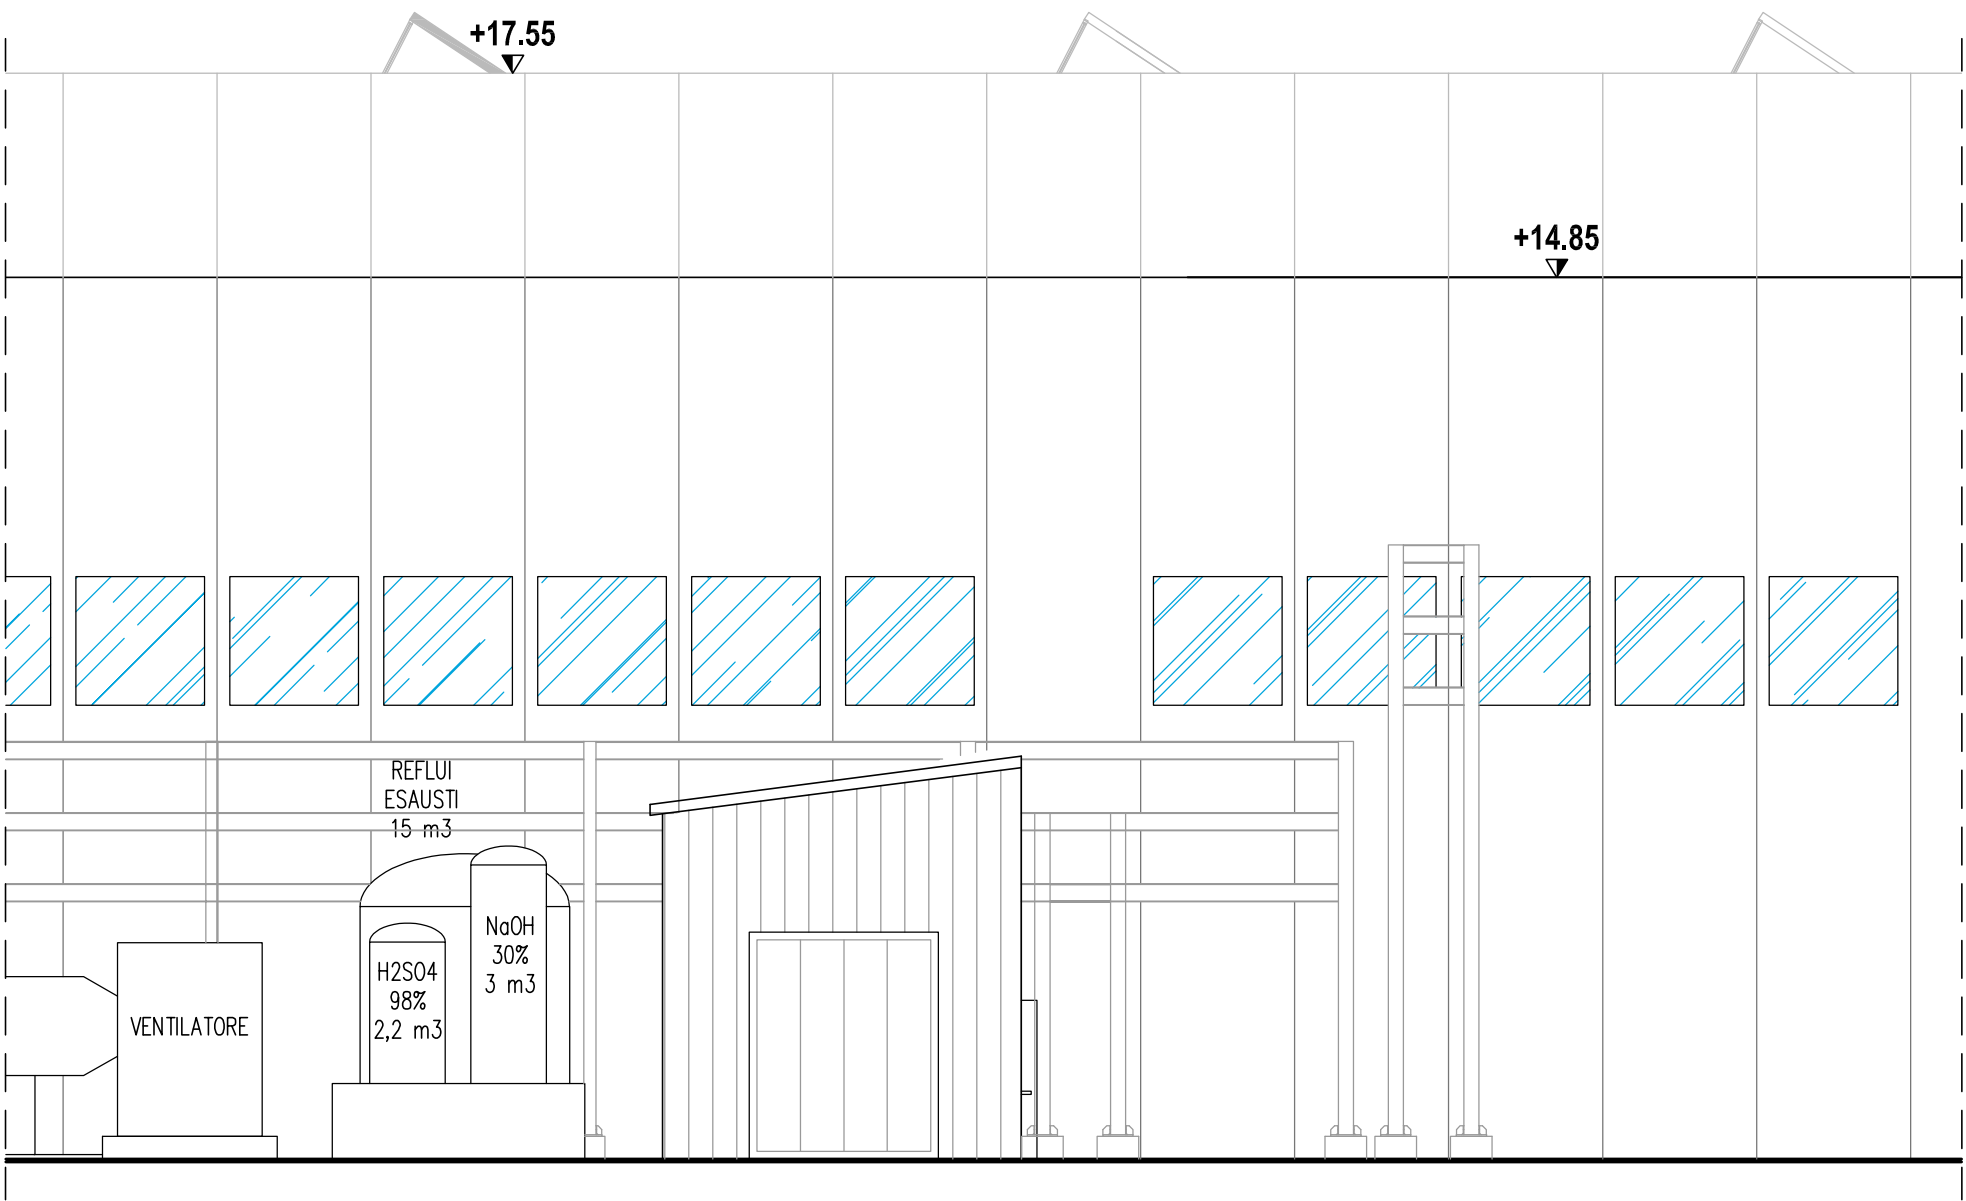 +17.55
+14.85
REFLUI
ESAUSTI
15 m3
NaOH
30%
3 m3
H2SO4
98%
2,2 m3
VENTILATORE